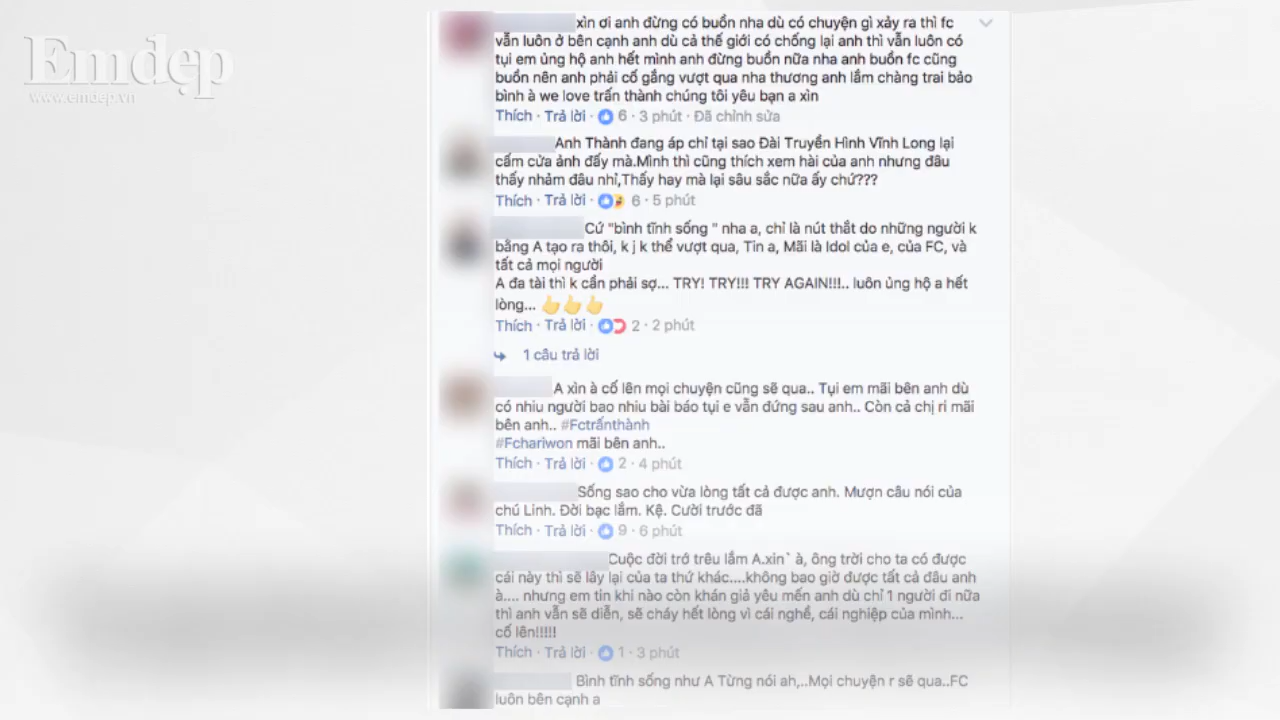 Emdẹp
www.emdep.vn
xìn ơi anh đừng có buồn nha dù có chuyện gì xảy ra thì fc
vẫn luôn ở bên cạnh anh dù cả thế giới có chống lại anh thì vẫn luôn có
tụi em ủng hộ anh hết mình anh đừng buồn nữa nha anh buồn fc cũng
buồn nên anh phải cố gắng vượt qua nha thương anh lắm chàng trai bảo
bình à we love trấn thành chúng tôi yêu bạn a xìn
Thích · Trả lời · 6 · 3 phút · Đã chỉnh sửa
Anh Thành đang áp chỉ tại sao Đài Truyền Hình Vĩnh Long lại
cấm cửa ảnh đấy mà.Mình thì cũng thích xem hài của anh nhưng đâu
thấy nhảm đâu nhỉ,Thấy hay mà lại sâu sắc nữa ấy chứ???
Thích · Trả lời · 6 · 5 phút
Cứ "bình tĩnh sống " nha a, chỉ là nút thắt do những người k
bằng A tạo ra thôi, k j k thể vượt qua, Tin a, Mãi là Idol của e, của FC, và
tất cả mọi người
A đa tài thì k cần phải sợ... TRY! TRY!!! TRY AGAIN!!!.. luôn ủng hộ a hết
lòng... 👍👍👍
Thích · Trả lời · 2 · 2 phút
1 câu trả lời
A xìn à cố lên mọi chuyện cũng sẽ qua.. Tụi em mãi bên anh dù
có nhiu người bao nhiu bài báo tụi e vẫn đứng sau anh.. Còn cả chị ri mãi
bên anh.. #Fctrấnthành
#Fchariwon mãi bên anh..
Thích · Trả lời · 2 · 4 phút
Sống sao cho vừa lòng tất cả được anh. Mượn câu nói của
chú Linh. Đời bạc lắm. Kệ. Cười trước đã
Thích · Trả lời · 9 · 6 phút
Cuộc đời trớ trêu lắm A.xin` à, ông trời cho ta có được
cái này thì sẽ lây lại của ta thứ khác....không bao giờ được tất cả đâu anh
à.... nhưng em tin khi nào còn khán giả yêu mến anh dù chỉ 1 người đi nữa
thì anh vẫn sẽ diễn, sẽ cháy hết lòng vì cái nghề, cái nghiệp của mình...
cố lên!!!!!
Thích · Trả lời · 1 · 3 phút
Bình tĩnh sống như A Từng nói ah,..Mọi chuyện r sẽ qua..FC
luôn bên cạnh a